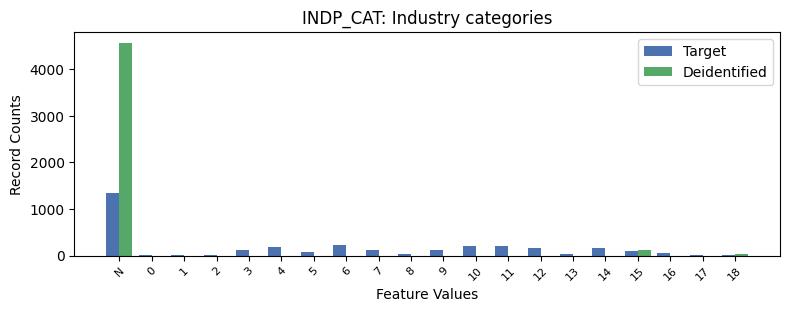 INDP_CAT: Industry categories
Target
Deidentified
4000
3000
2000
1000
0
Record Counts
N 0 1 2 3 4 5 6 7 8 9 10 11 12 13 14 15 16 17 18
Feature Values